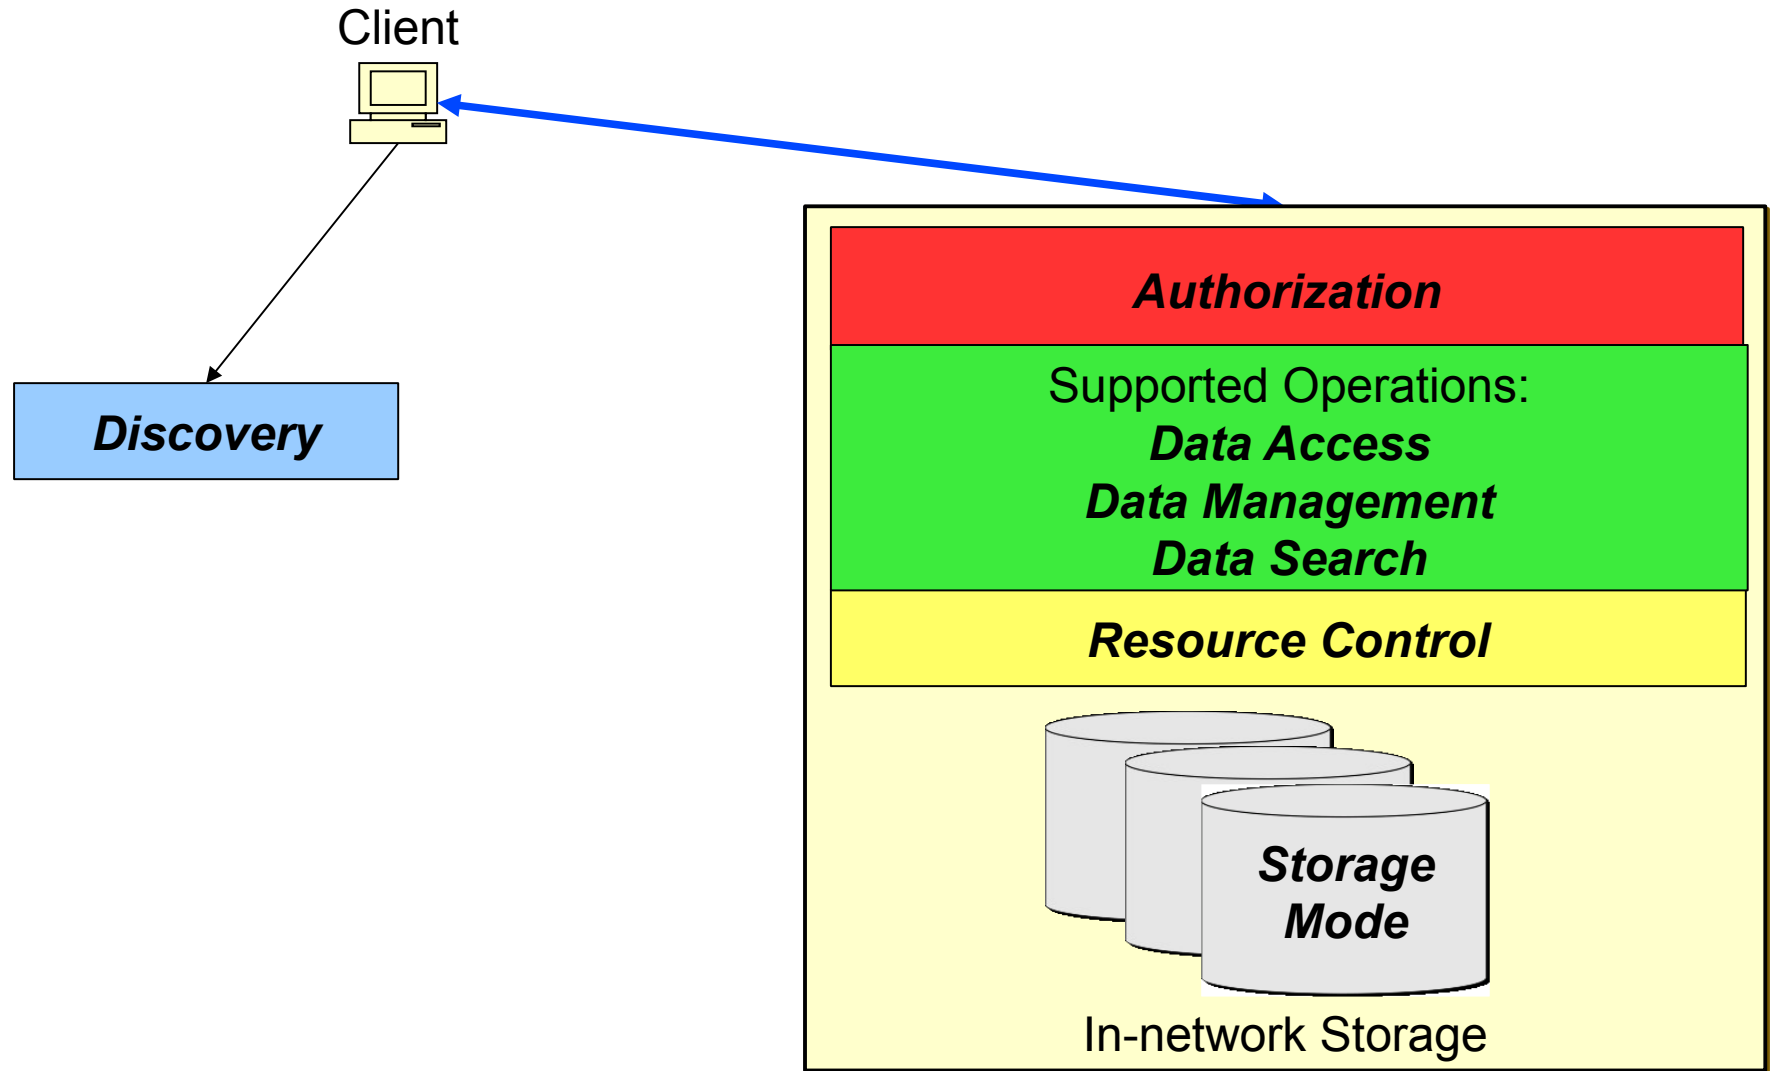 Client
Discovery
Authorization
Supported Operations:
Data Access
Data Management
Data Search
Resource Control
Storage
Mode
In-network Storage